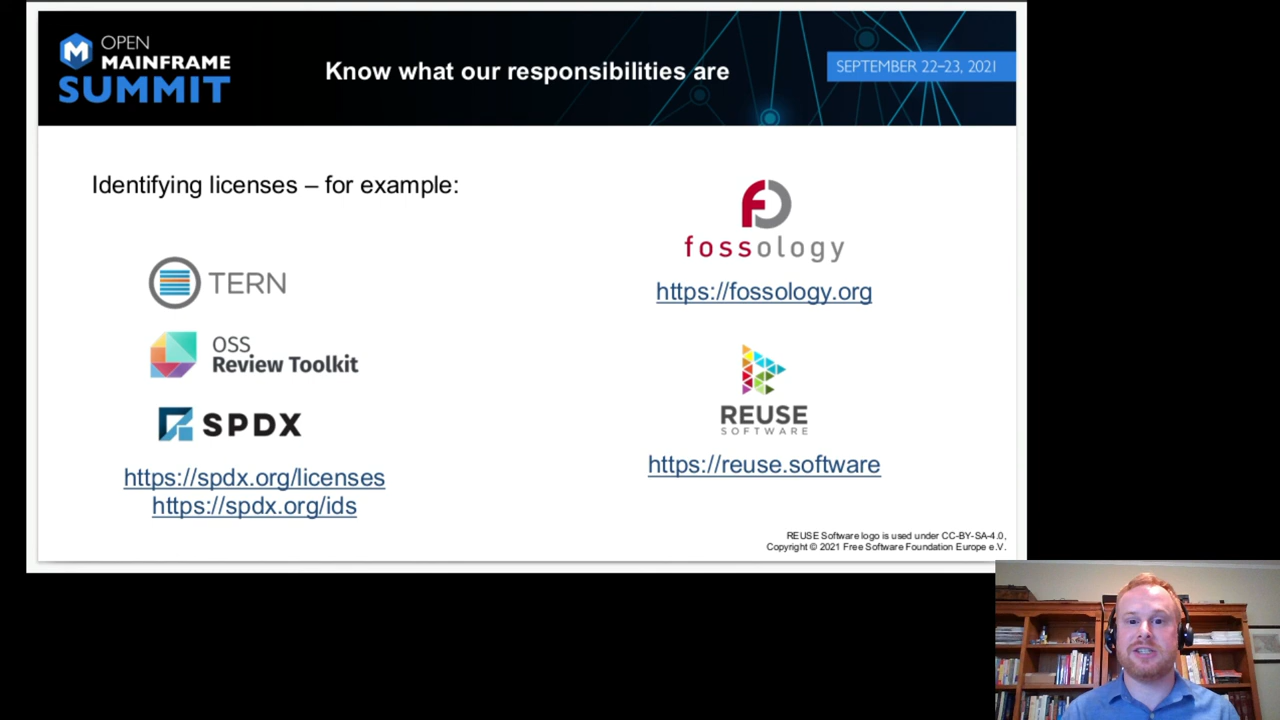 OPEN
MAINFRAME
SUMMIT
Know what our responsibilities are
SEPTEMBER 22–23, 2021
Identifying licenses – for example:
TERN
OSS
Review Toolkit
SPDX
https://spdx.org/licenses
https://spdx.org/ids
fossology
https://fossology.org
REUSE
SOFTWARE
https://reuse.software
REUSE Software logo is used under CC-BY-SA-4.0,
Copyright © 2021 Free Software Foundation Europe e.V.